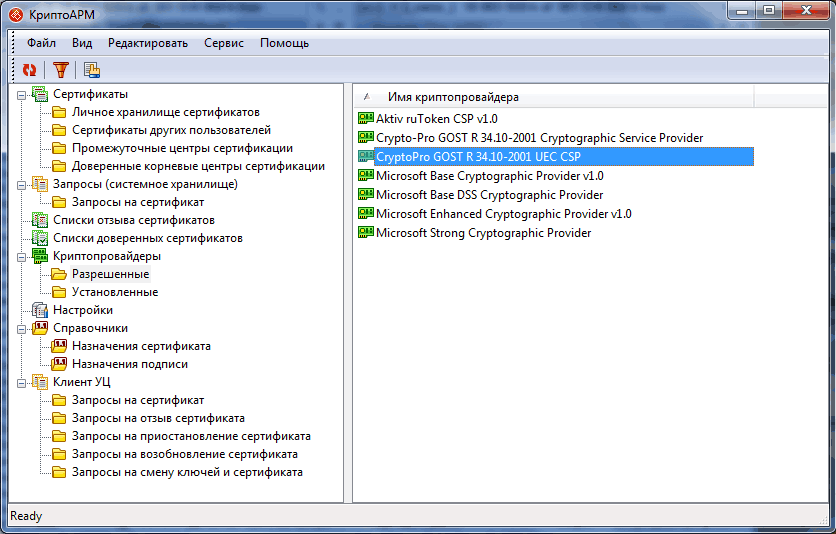 КриптоАРМ
Файл Вид Редактировать Сервис Помощь
Сертификаты
Личное хранилище сертификатов
Сертификаты других пользователей
Промежуточные центры сертификации
Доверенные корневые центры сертификации
Запросы (системное хранилище)
Запросы на сертификат
Списки отзыва сертификатов
Списки доверенных сертификатов
Криптопровайдеры
Разрешенные
Установленные
Настройки
Справочники
Назначения сертификата
Назначения подписи
Клиент УЦ
Запросы на сертификат
Запросы на отзыв сертификата
Запросы на приостановление сертификата
Запросы на возобновление сертификата
Запросы на смену ключей и сертификата
Имя криптопровайдера
Aktiv ruToken CSP v1.0
Crypto-Pro GOST R 34.10-2001 Cryptographic Service Provider
CryptoPro GOST R 34.10-2001 UEC CSP
Microsoft Base Cryptographic Provider v1.0
Microsoft Base DSS Cryptographic Provider
Microsoft Enhanced Cryptographic Provider v1.0
Microsoft Strong Cryptographic Provider
Ready